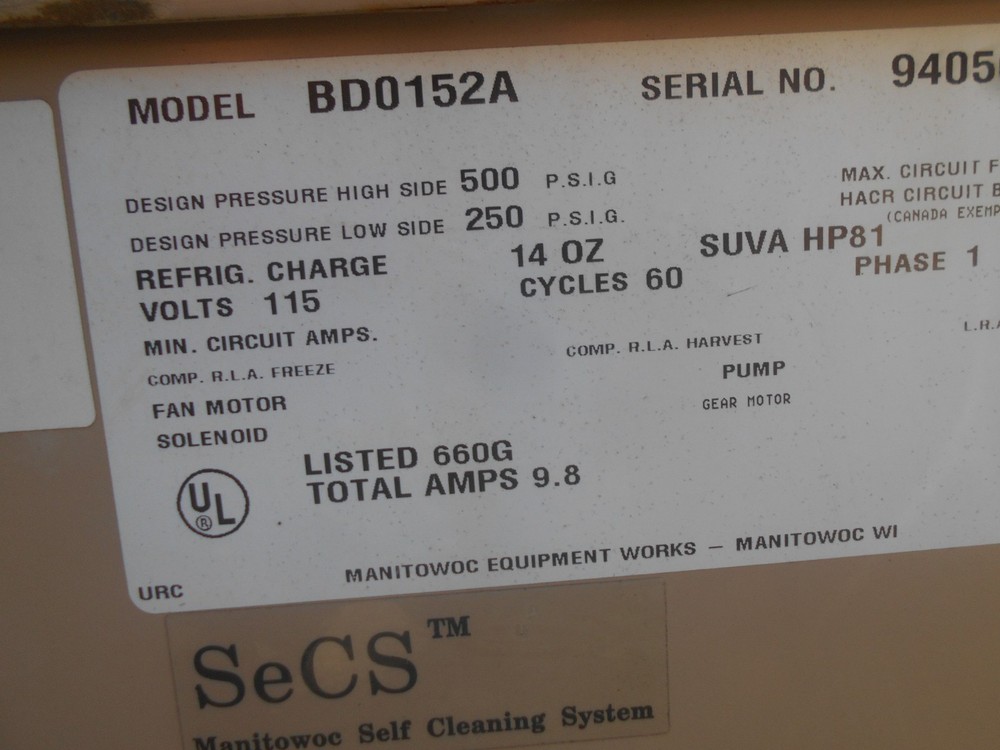 MODEL BD0152A SERIAL NO. 9405
DESIGN PRESSURE HIGH SIDE 500 P.S.I.G MAX. CIRCUIT F
DESIGN PRESSURE LOW SIDE 250 P.S.I.G. HACR CIRCUIT B
(CANADA EXEMP
REFRIG. CHARGE 14 OZ SUVA HP81
VOLTS 115 CYCLES 60 PHASE 1
MIN. CIRCUIT AMPS.
COMP. R.L.A. FREEZE COMP. R.L.A. HARVEST L.R.A
FAN MOTOR PUMP
SOLENOID GEAR MOTOR
UL
®
LISTED 660G
TOTAL AMPS 9.8
MANITOWOC EQUIPMENT WORKS — MANITOWOC WI
URC
SeCS™
Manitowoc Self Cleaning System